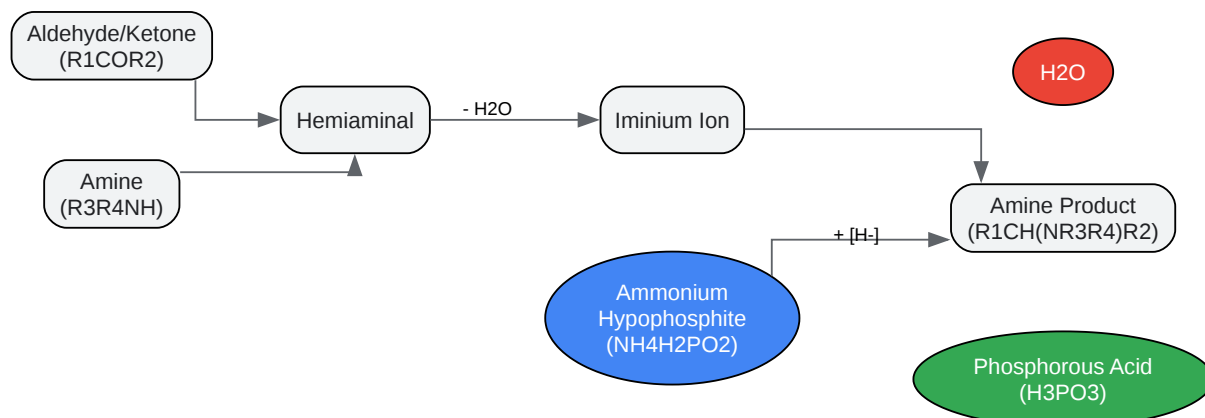 Aldehyde/Ketone
(R1COR2)
H2O
Hemiaminal
- H2O
Iminium Ion
Amine
(R3R4NH)
Amine Product
(R1CH(NR3R4)R2)
+ [H-]
Ammonium
Hypophosphite
(NH4H2PO2)
Phosphorous Acid
(H3PO3)